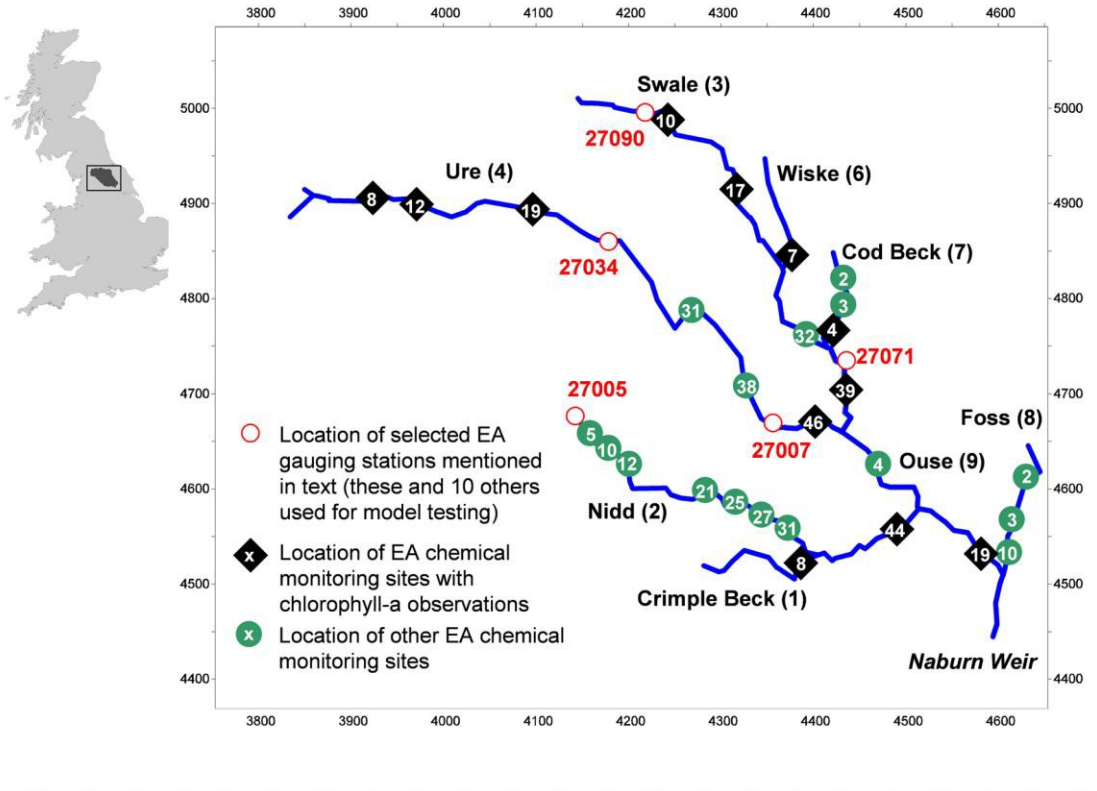 3800 3900 4000 4100 4200 4300 4400 4500 4600
Swale (3)
5000 5000
10
27090
Ure (4)
17
Wiske (6)
4900 4900
8 12 19
27034
7
Cod Beck (7)
2
4800 4800
31
3
32 4
27071
4700 4700
38
39
27005
46
27007
Foss (8)
5
10
12
4
Ouse (9)
2
4600 4600
21
25
27
31
Nidd (2)
3
44
19
10
8
4500 4500
Crimple Beck (1)
Naburn Weir
4400 4400
Location of selected EA
gauging stations mentioned
in text (these and 10 others
used for model testing)
x
Location of EA chemical
monitoring sites with
chlorophyll-a observations
x
Location of other EA chemical
monitoring sites
3800 3900 4000 4100 4200 4300 4400 4500 4600